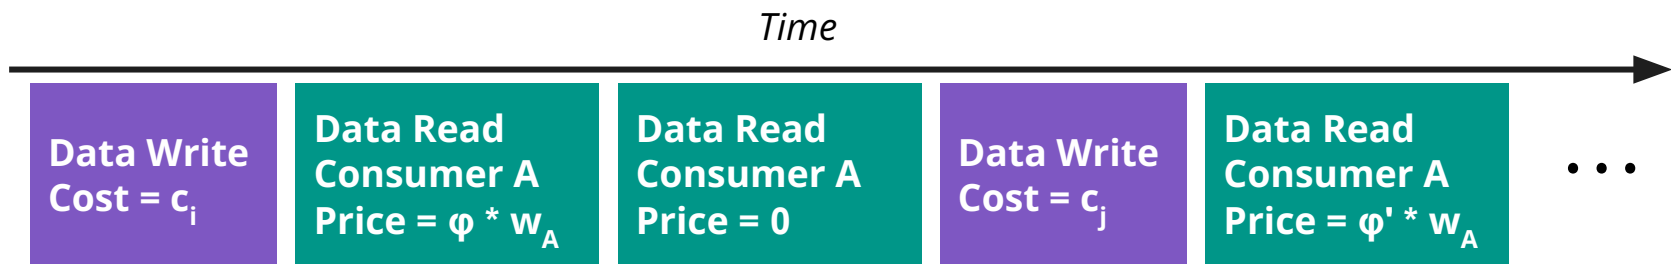 Time
Data Write
Cost = c_i
Data Read
Consumer A
Price = φ * w_A
Data Read
Consumer A
Price = 0
Data Write
Cost = c_j
Data Read
Consumer A
Price = φ' * w_A
...